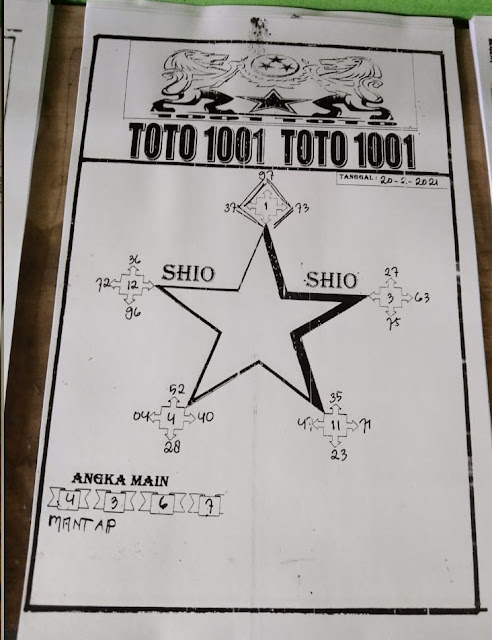 TOTO 1001 TOTO 1001
TANGGAL : 20-2-2021
97
37 1 73
SHIO SHIO
36
72 12
96
27
3 63
75
52
04 4 40
28
35
11 71
23
ANGKA MAIN
4 3 6 7
MANTAP